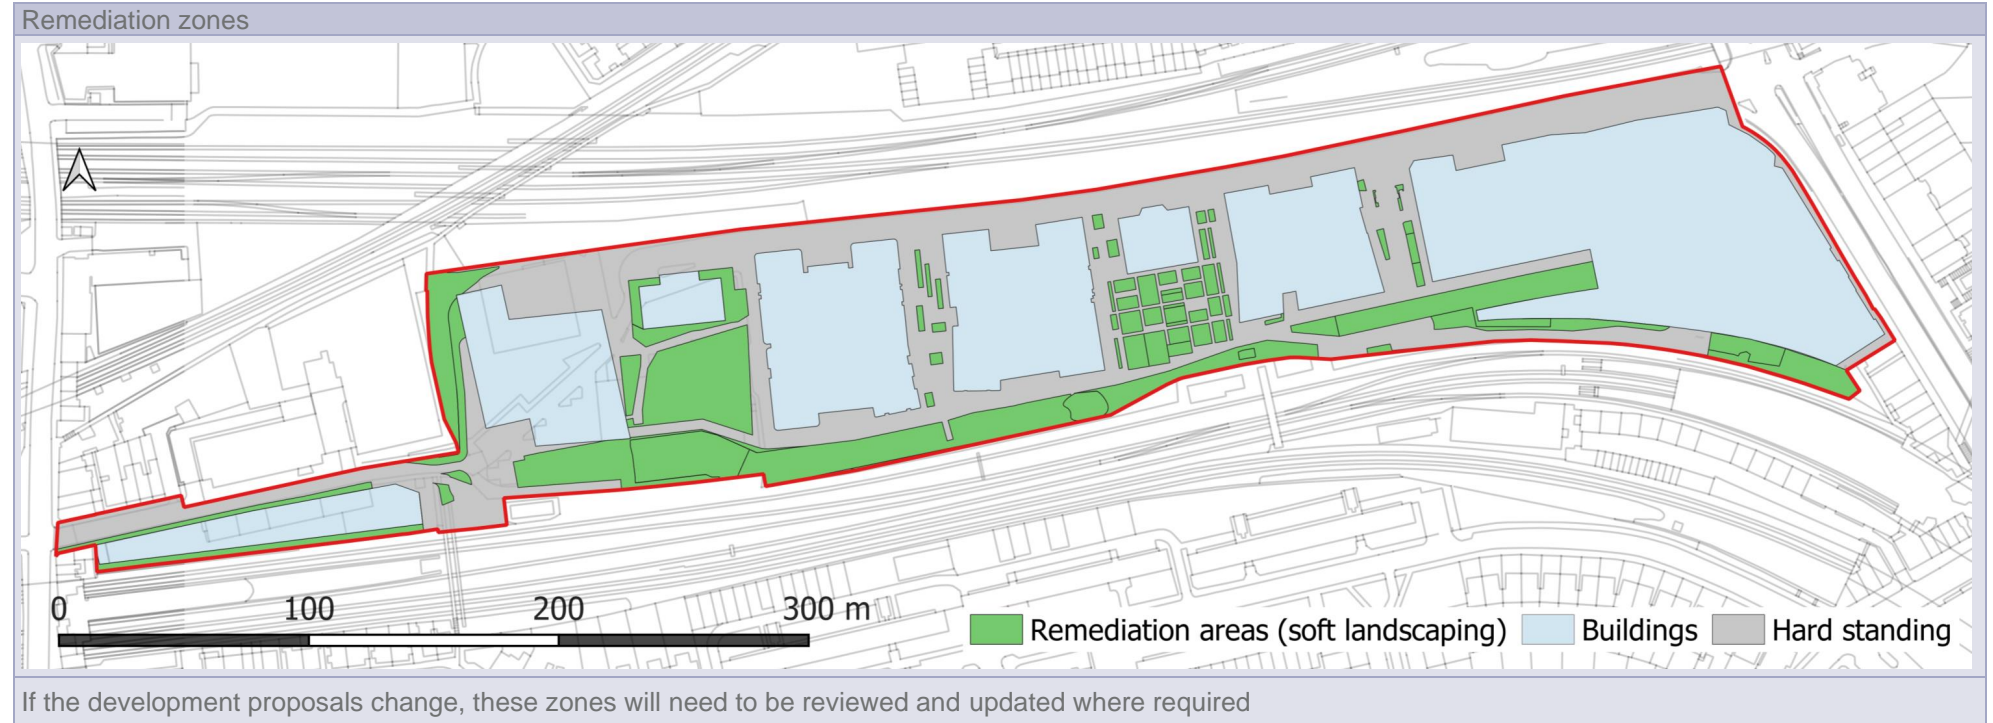 Remediation zones
0 100 200 300 m
Remediation areas (soft landscaping) Buildings Hard standing
If the development proposals change, these zones will need to be reviewed and updated where required